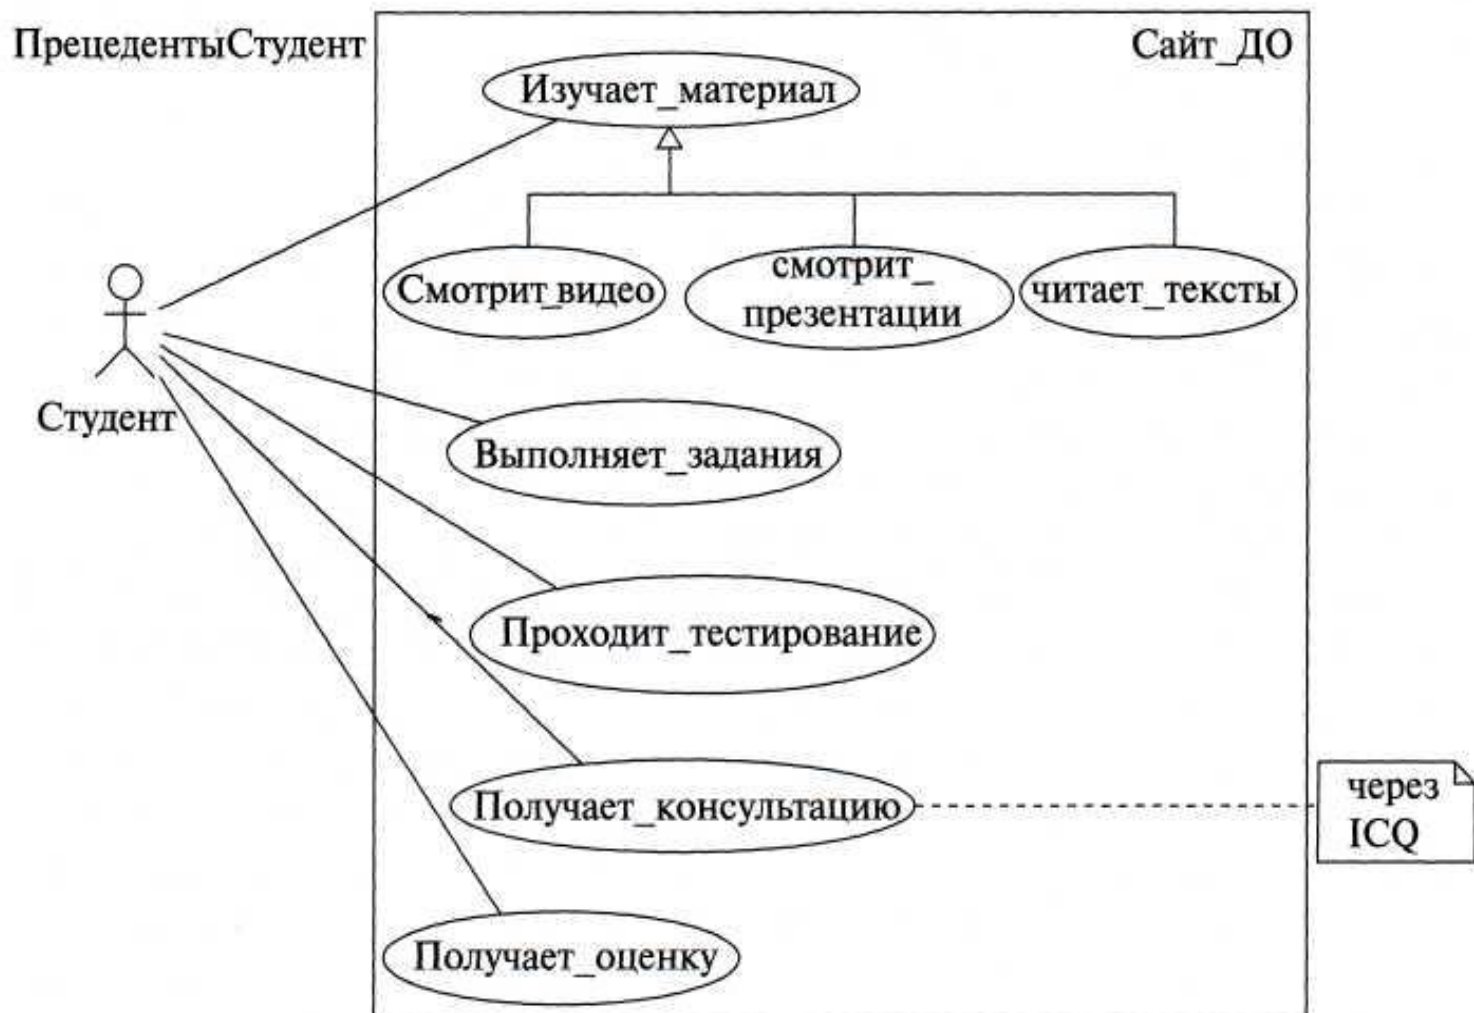 ПрецедентыСтудент
Сайт_ДО
Изучает_материал
Смотрит_видео
смотрит_
презентации
читает_тексты
Студент
Выполняет_задания
Проходит_тестирование
Получает_консультацию
через
ICQ
Получает_оценку